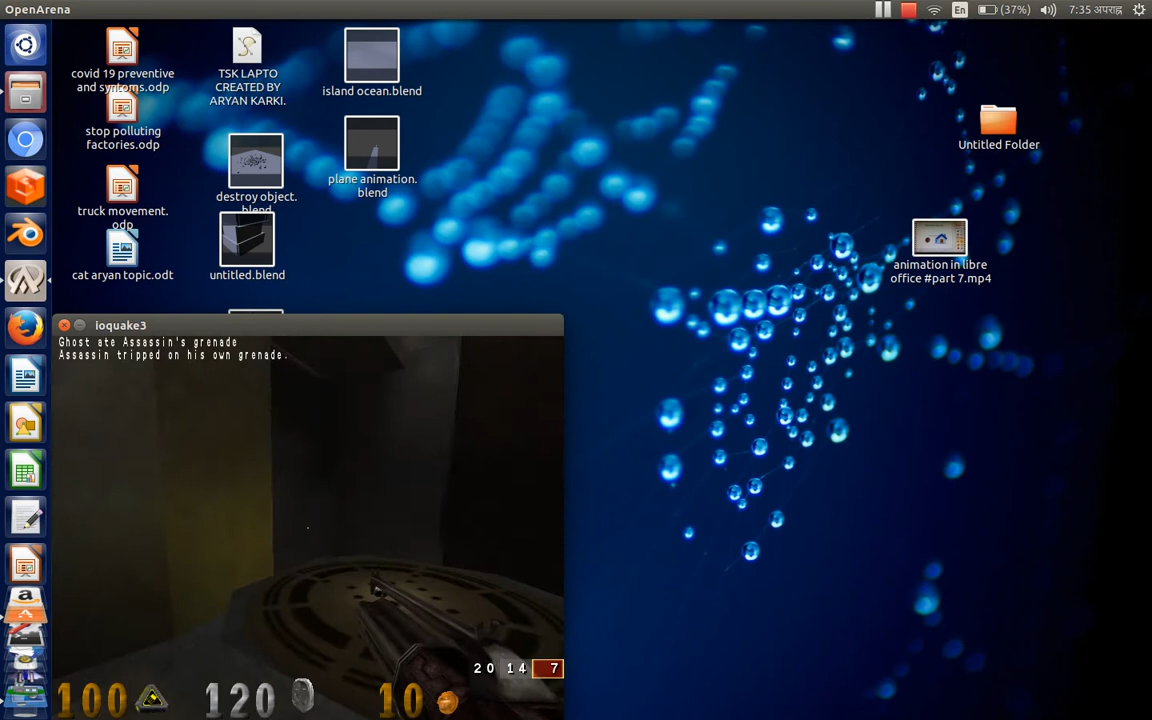 OpenArena
En
(37%)
7:35 अपराह्न
covid 19 preventive
and syntoms.odp
TSK LAPTO
CREATED BY
ARYAN KARKI.
island ocean.blend
stop polluting
factories.odp
Untitled Folder
plane animation.
blend
destroy object.
blend
truck movement.
odp
cat aryan topic.odt
untitled.blend
animation in libre
office #part 7.mp4
ioquake3
Ghost ate Assassin's grenade
Assassin tripped on his own grenade.
20 14 7
100 120 10